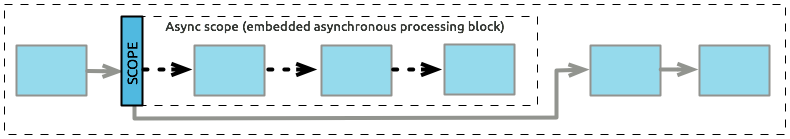 Async scope (embedded asynchronous processing block)
SCOPE